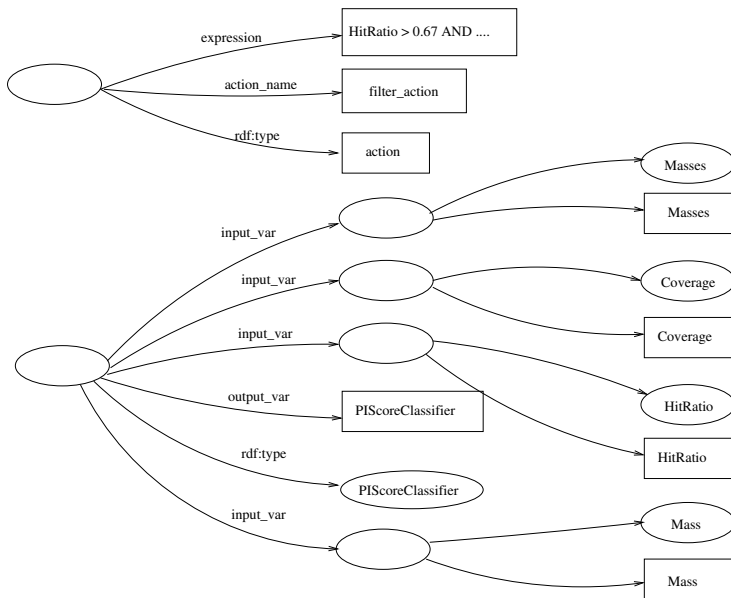 expression
HitRatio > 0.67 AND ....
action_name
filter_action
rdf:type
action
Masses
Masses
input_var
input_var
Coverage
Coverage
input_var
HitRatio
output_var
PIScoreClassifier
HitRatio
rdf:type
PIScoreClassifier
input_var
Mass
Mass